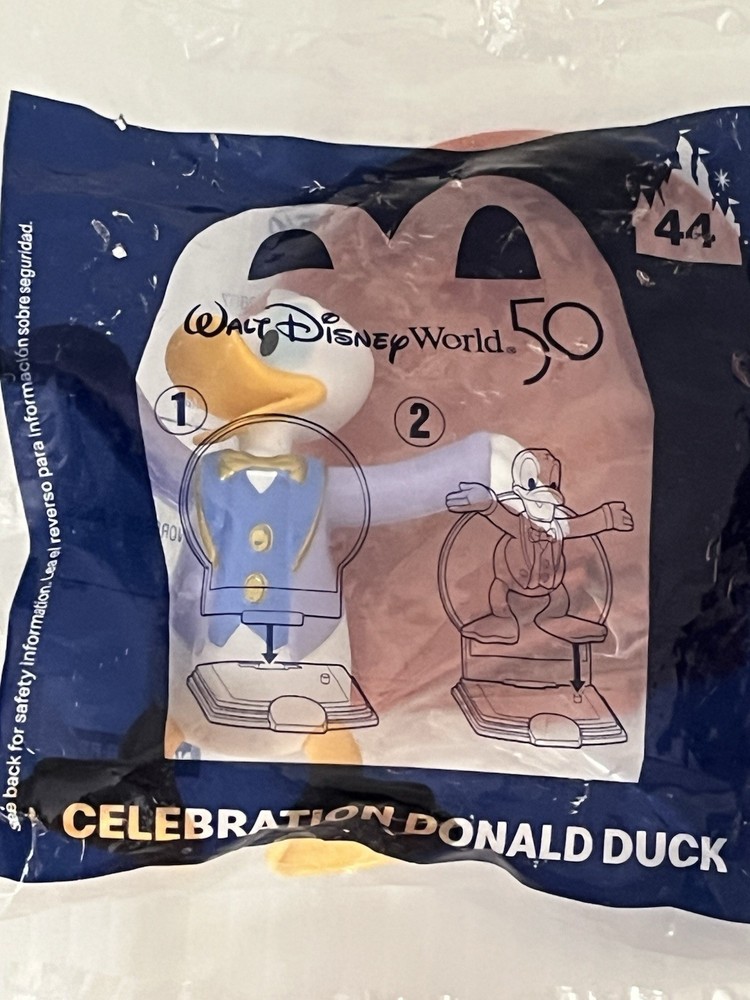 44
WALT DISNEY World® 50
1
2
See back for safety information. Lea el reverso para información sobre seguridad.
CELEBRATION DONALD DUCK